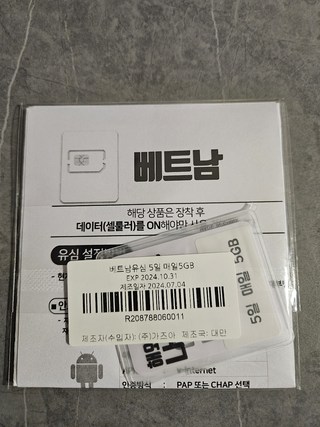 베트남
해당 상품은 장착 후
데이터(셀룰러)를 ON해야만
유심 설정
베트남유심 5일 매일5GB
EXP 2024.10.31
제조일자 2024.07.04
R208788060011
제조자(수입자): (주)가즈아 제조국: 대만
5일 매일 5GB
해외
internet
인증방식 : PAP 또는 CHAP 선택